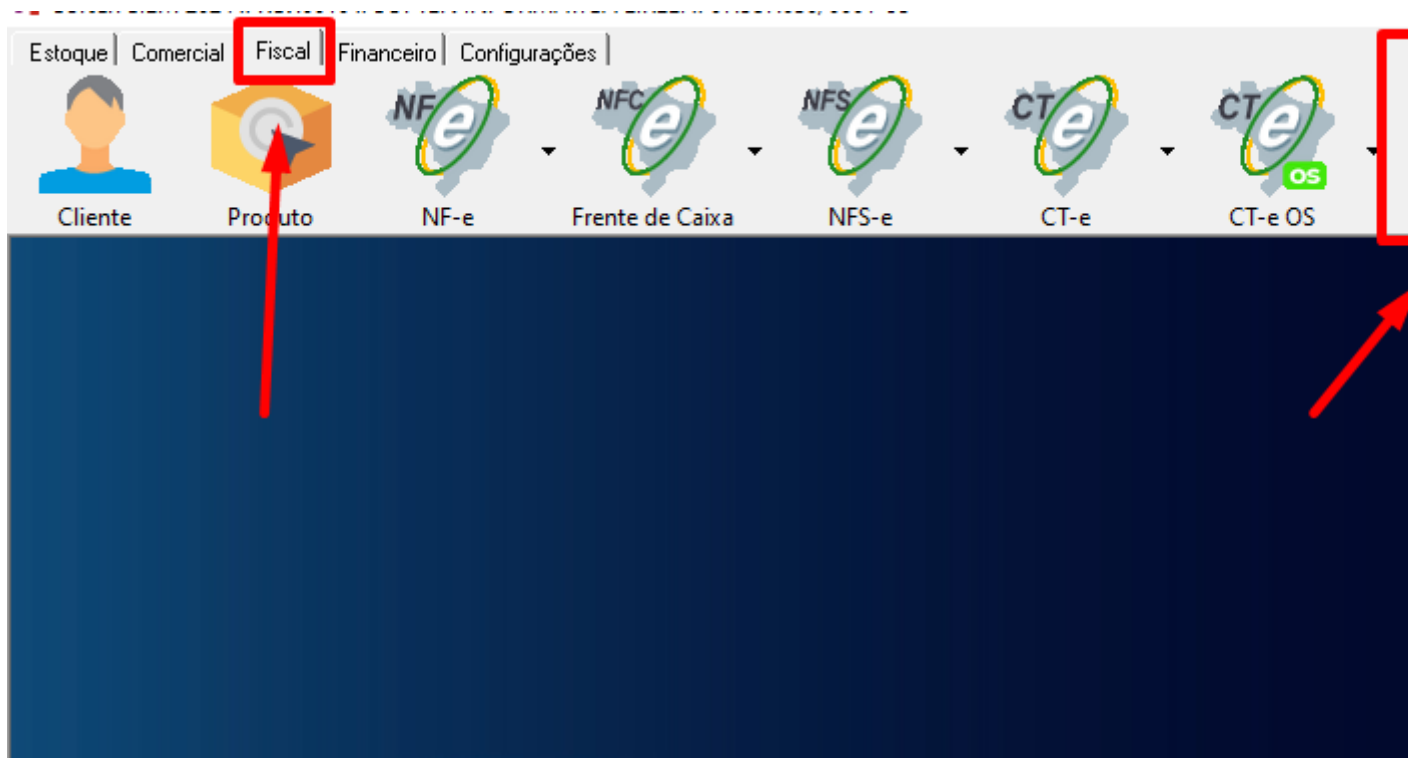 Estoque Comercial Fiscal Financeiro Configurações
NF e NFC e NFS e CT e CT e OS
Cliente Produto NF-e Frente de Caixa NFS-e CT-e CT-e OS